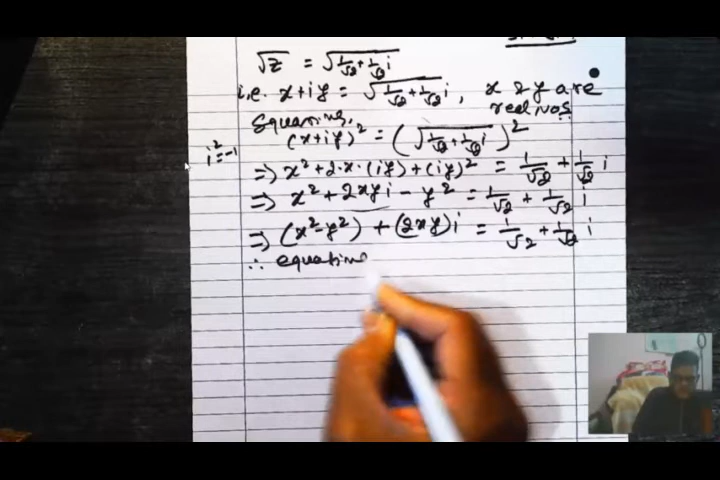 √z = √(1/√2 + 1/√2 i)
i.e. x+iy = √(1/√2 + 1/√2 i), x & y are
real nos.
Squaring,
(x+iy)² = (√(1/√2 + 1/√2 i))²
i² = -1
⇒ x² + 2·x·(iy) + (iy)² = 1/√2 + 1/√2 i
⇒ x² + 2xyi - y² = 1/√2 + 1/√2 i
⇒ (x²-y²) + (2xy)i = 1/√2 + 1/√2 i
∴ equating